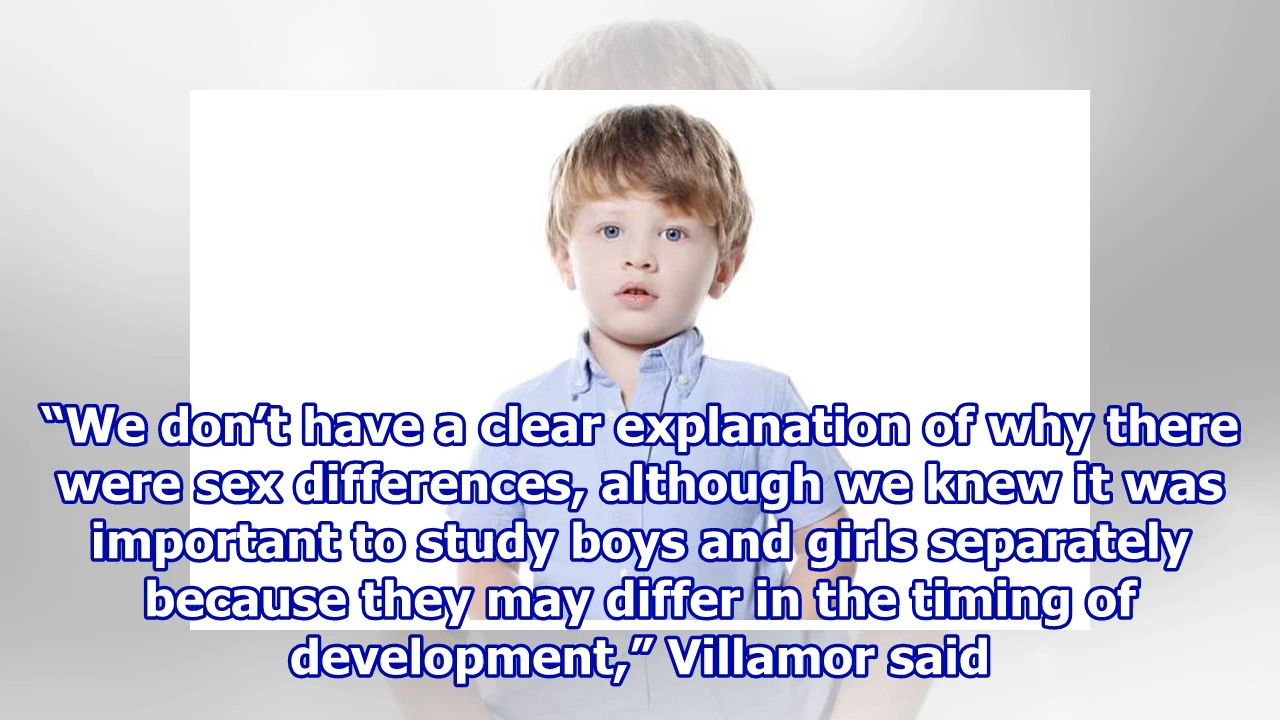 “We don’t have a clear explanation of why there
were sex differences, although we knew it was
important to study boys and girls separately
because they may differ in the timing of
development,” Villamor said